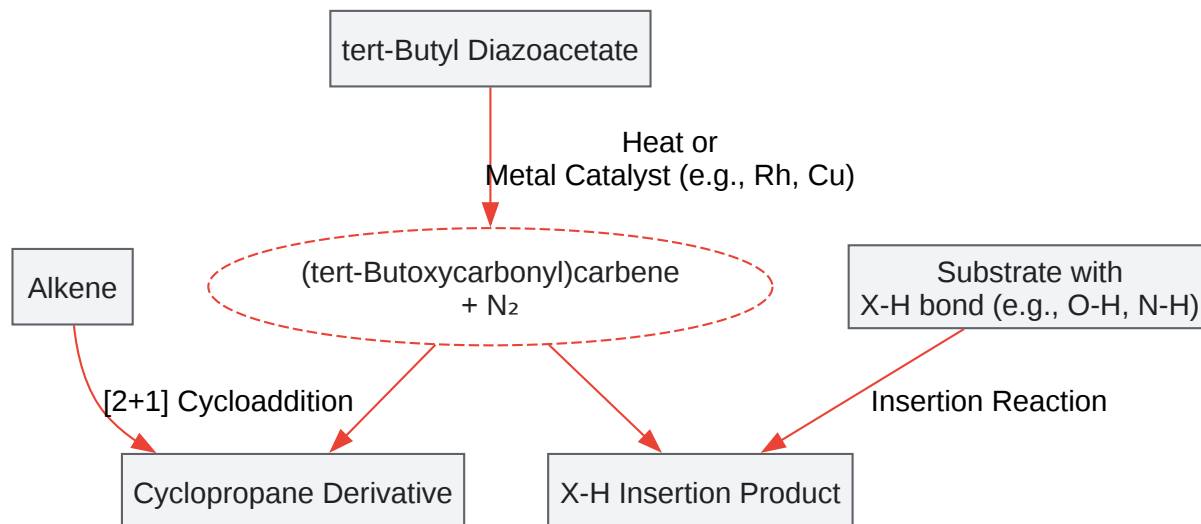 tert-Butyl Diazoacetate
Heat or
Metal Catalyst (e.g., Rh, Cu)
Alkene
(tert-Butoxycarbonyl)carbene
+ N₂
Substrate with
X-H bond (e.g., O-H, N-H)
[2+1] Cycloaddition
Insertion Reaction
Cyclopropane Derivative
X-H Insertion Product